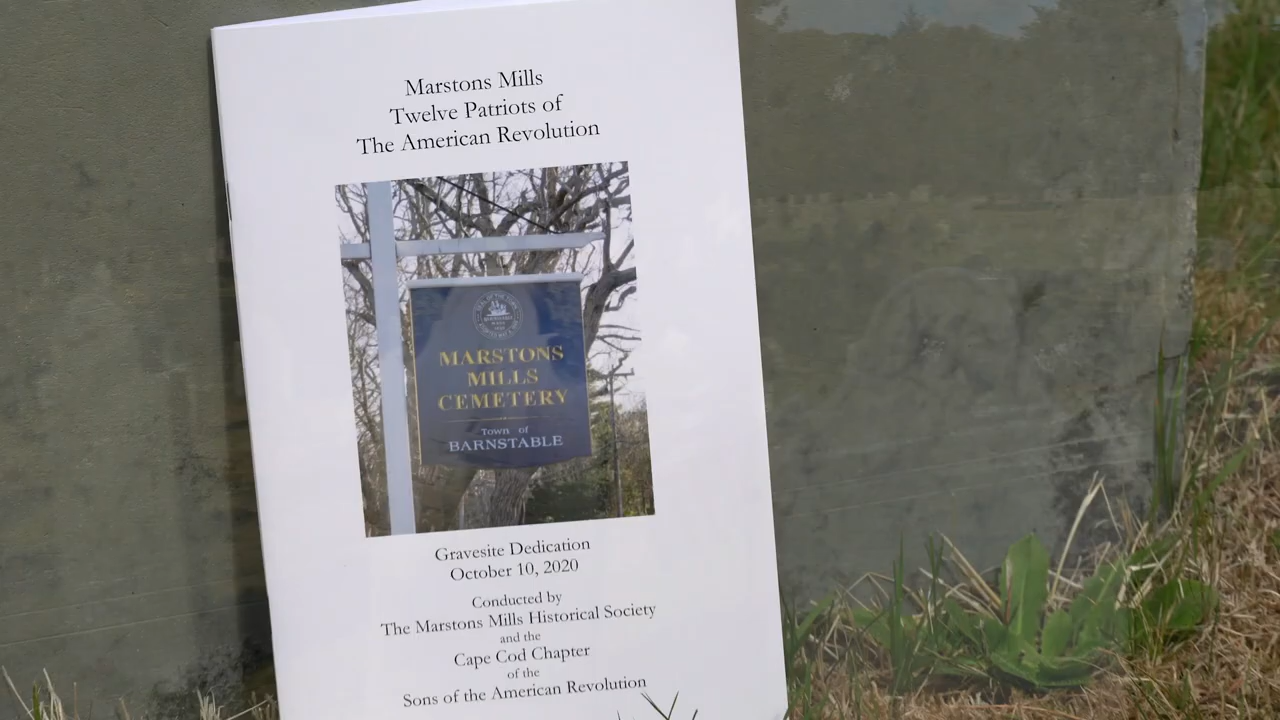 Marstons Mills
Twelve Patriots of
The American Revolution
MARSTONS
MILLS
CEMETERY
Town of
BARNSTABLE
Gravesite Dedication
October 10, 2020
Conducted by
The Marstons Mills Historical Society
and the
Cape Cod Chapter
of the
Sons of the American Revolution